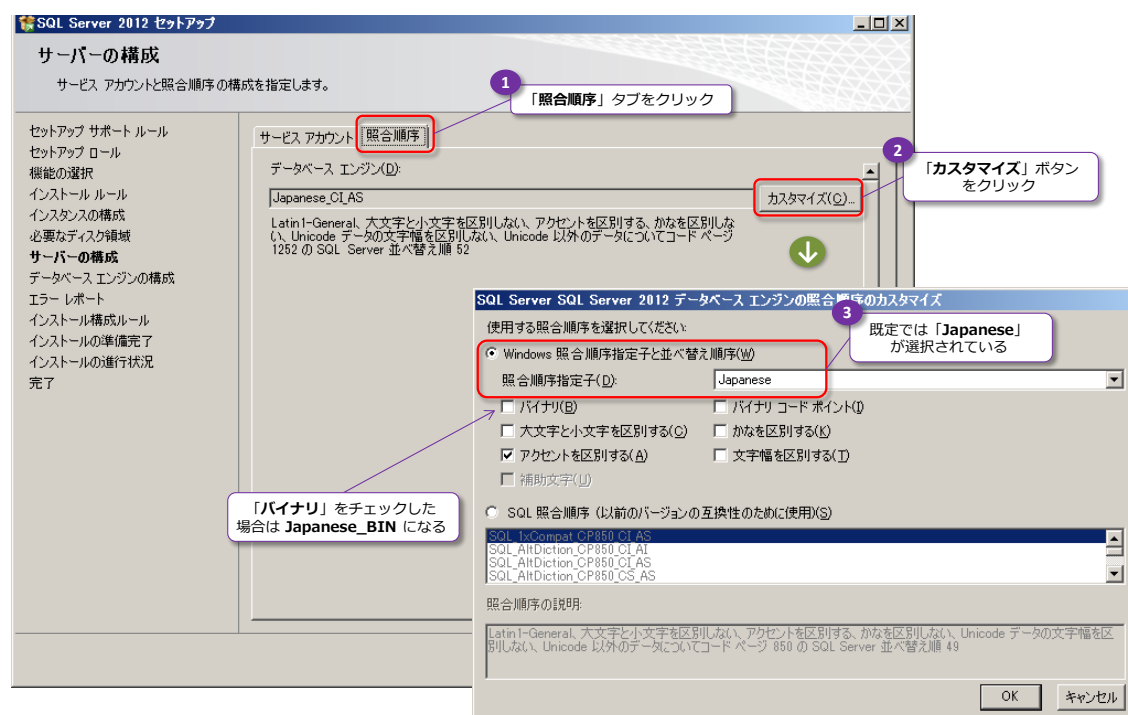 SQL Server 2012 セットアップ
サーバーの構成
サービス アカウントと照合順序の構成を指定します。
1
「照合順序」タブをクリック
セットアップ サポート ルール
セットアップ ロール
機能の選択
インストール ルール
インスタンスの構成
必要なディスク領域
サーバーの構成
データベース エンジンの構成
エラー レポート
インストール構成ルール
インストールの準備完了
インストールの進行状況
完了
サービス アカウント
照合順序
データベース エンジン(D):
Japanese_CI_AS
カスタマイズ(C)...
2
「カスタマイズ」ボタン
をクリック
Latin1-General、大文字と小文字を区別しない、アクセントを区別する、かなを区別しな
い、Unicode データの文字幅を区別しない、Unicode 以外のデータについてコード ページ
1252 の SQL Server 並べ替え順 52
SQL Server SQL Server 2012 データベース エンジンの照合順序のカスタマイズ
3
既定では「Japanese」
が選択されている
使用する照合順序を選択してください:
Windows 照合順序指定子と並べ替え順序(W)
照合順序指定子(D):
Japanese
バイナリ(B)
バイナリ コード ポイント(I)
大文字と小文字を区別する(C)
かなを区別する(K)
アクセントを区別する(A)
文字幅を区別する(T)
補助文字(U)
「バイナリ」をチェックした
場合は Japanese_BIN になる
SQL 照合順序 (以前のバージョンの互換性のために使用)(S)
SQL_1xCompat_CP850_CI_AS
SQL_AltDiction_CP850_CI_AI
SQL_AltDiction_CP850_CI_AS
SQL_AltDiction_CP850_CS_AS
照合順序の説明:
Latin1-General、大文字と小文字を区別しない、アクセントを区別する、かなを区別しない、Unicode データの文字幅を区
別しない、Unicode 以外のデータについてコード ページ 850 の SQL Server 並べ替え順 49
OK
キャンセル